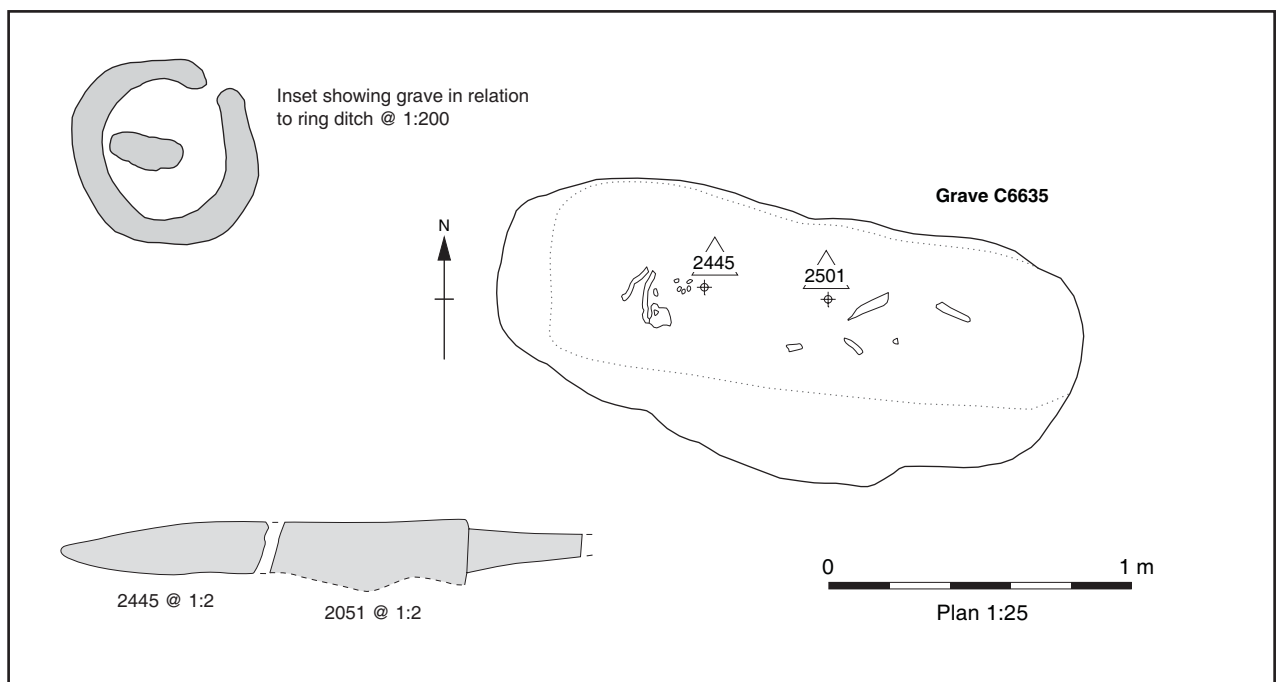 Inset showing grave in relation
to ring ditch @ 1:200
Grave C6635
N
2445
2501
0 1 m
Plan 1:25
2445 @ 1:2
2051 @ 1:2